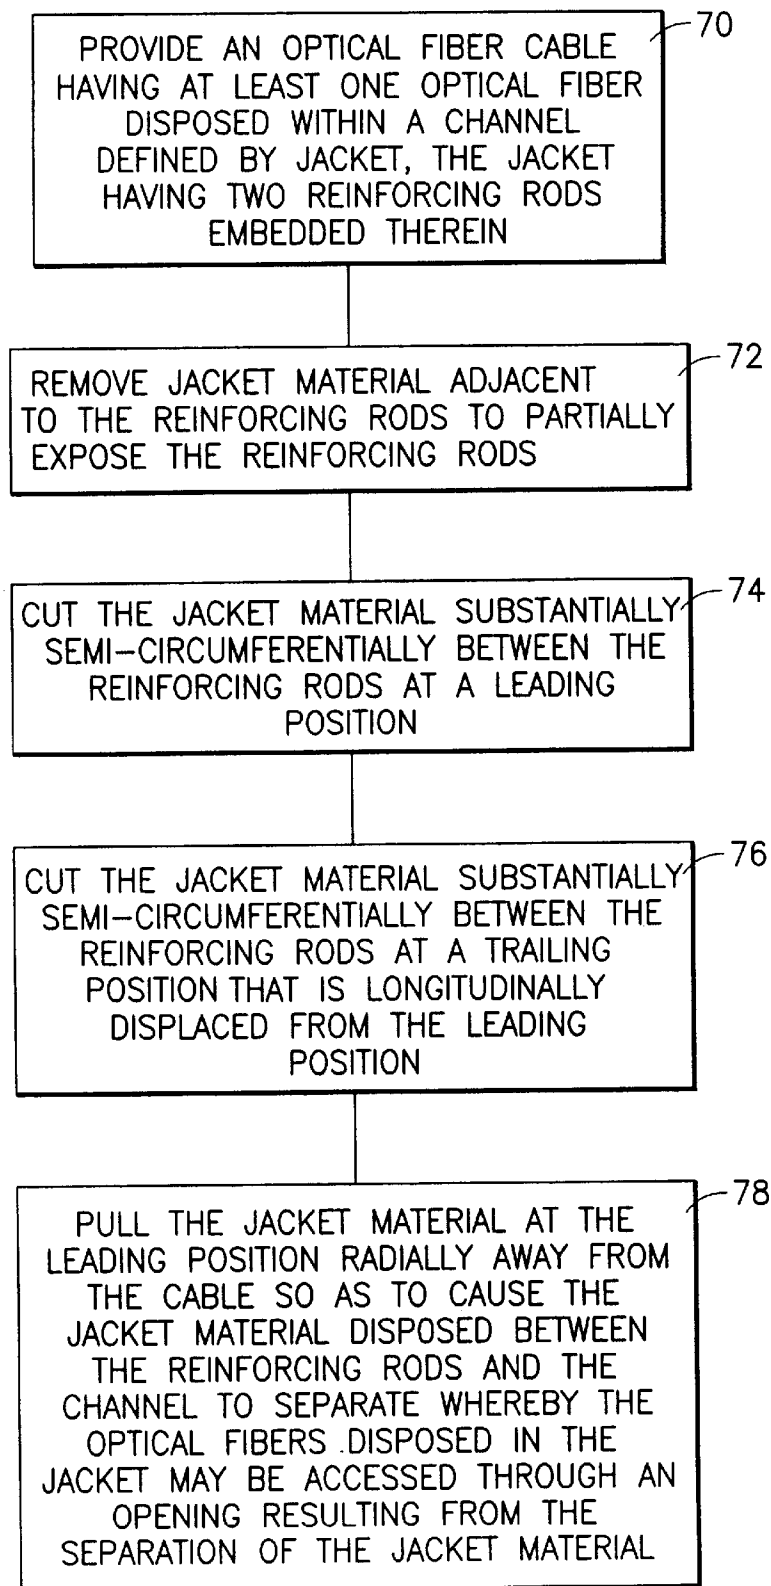 70
PROVIDE AN OPTICAL FIBER CABLE
HAVING AT LEAST ONE OPTICAL FIBER
DISPOSED WITHIN A CHANNEL
DEFINED BY JACKET, THE JACKET
HAVING TWO REINFORCING RODS
EMBEDDED THEREIN
72
REMOVE JACKET MATERIAL ADJACENT
TO THE REINFORCING RODS TO PARTIALLY
EXPOSE THE REINFORCING RODS
74
CUT THE JACKET MATERIAL SUBSTANTIALLY
SEMI-CIRCUMFERENTIALLY BETWEEN THE
REINFORCING RODS AT A LEADING
POSITION
76
CUT THE JACKET MATERIAL SUBSTANTIALLY
SEMI-CIRCUMFERENTIALLY BETWEEN THE
REINFORCING RODS AT A TRAILING
POSITION THAT IS LONGITUDINALLY
DISPLACED FROM THE LEADING
POSITION
78
PULL THE JACKET MATERIAL AT THE
LEADING POSITION RADIALLY AWAY FROM
THE CABLE SO AS TO CAUSE THE
JACKET MATERIAL DISPOSED BETWEEN
THE REINFORCING RODS AND THE
CHANNEL TO SEPARATE WHEREBY THE
OPTICAL FIBERS DISPOSED IN THE
JACKET MAY BE ACCESSED THROUGH AN
OPENING RESULTING FROM THE
SEPARATION OF THE JACKET MATERIAL